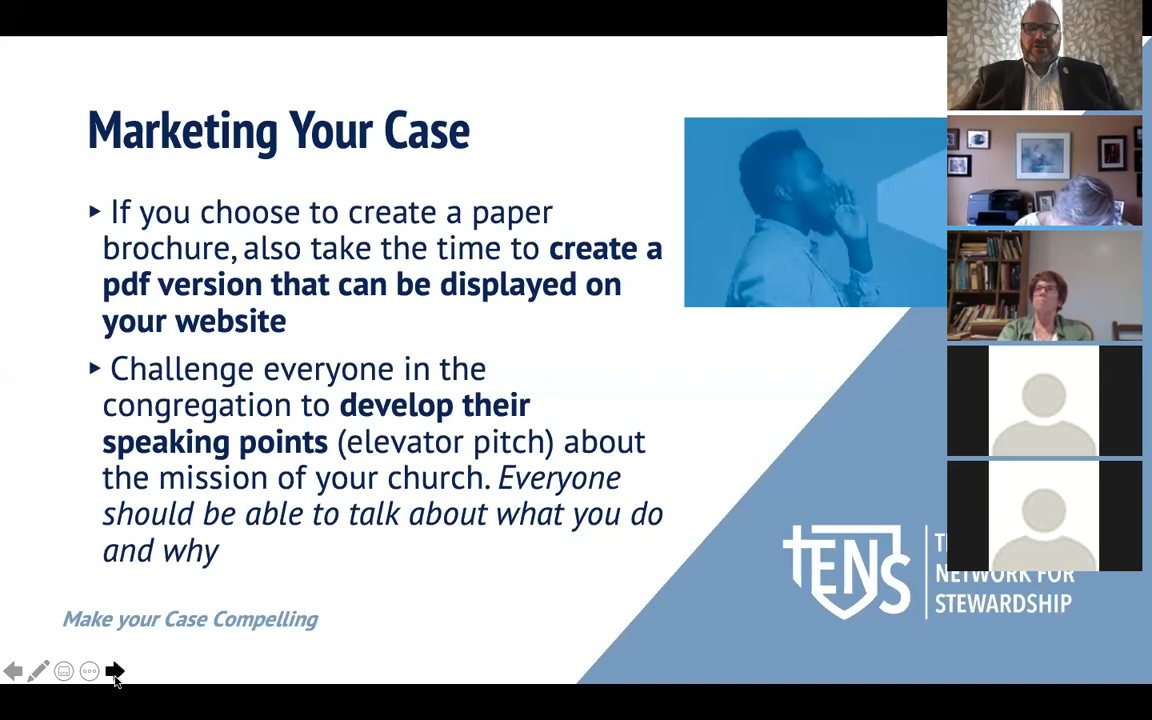 Marketing Your Case
‣ If you choose to create a paper
brochure, also take the time to create a
pdf version that can be displayed on
your website
‣ Challenge everyone in the
congregation to develop their
speaking points (elevator pitch) about
the mission of your church. Everyone
should be able to talk about what you do
and why
Make your Case Compelling
TENS
NETWORK FOR
STEWARDSHIP